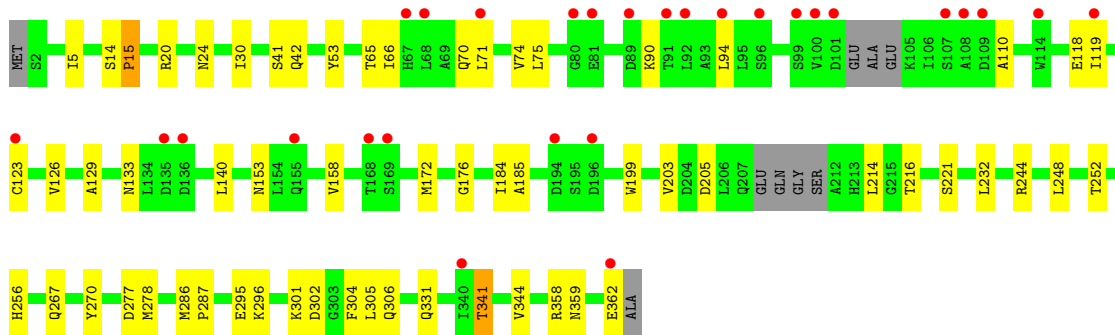 MET S2 I5 S14 P15 R20 N24 I30 S41 Q42 Y53 T65 I66 H67 L68 A69 Q70 L71 V74 L75 G80 E81 D89 K90 T91 L92 A93 L94 L95 S96 S99 V100 D101 GLU ALA GLU K105 I106 S107 A108 D109 A110 W114 E118 I119
C123 V126 A129 N133 L134 D135 D136 L140 N153 L154 Q155 V158 T168 S169 M172 G176 I184 A185 D194 S195 D196 W199 V203 D204 D205 L206 Q207 GLU GLN GLY SER A212 H213 L214 G215 T216 S221 L232 R244 L248 T252
H256 Q267 Y270 D277 M278 M286 P287 E295 K296 K301 D302 G303 F304 L305 Q306 Q331 I340 T341 V344 R358 N359 E362 ALA